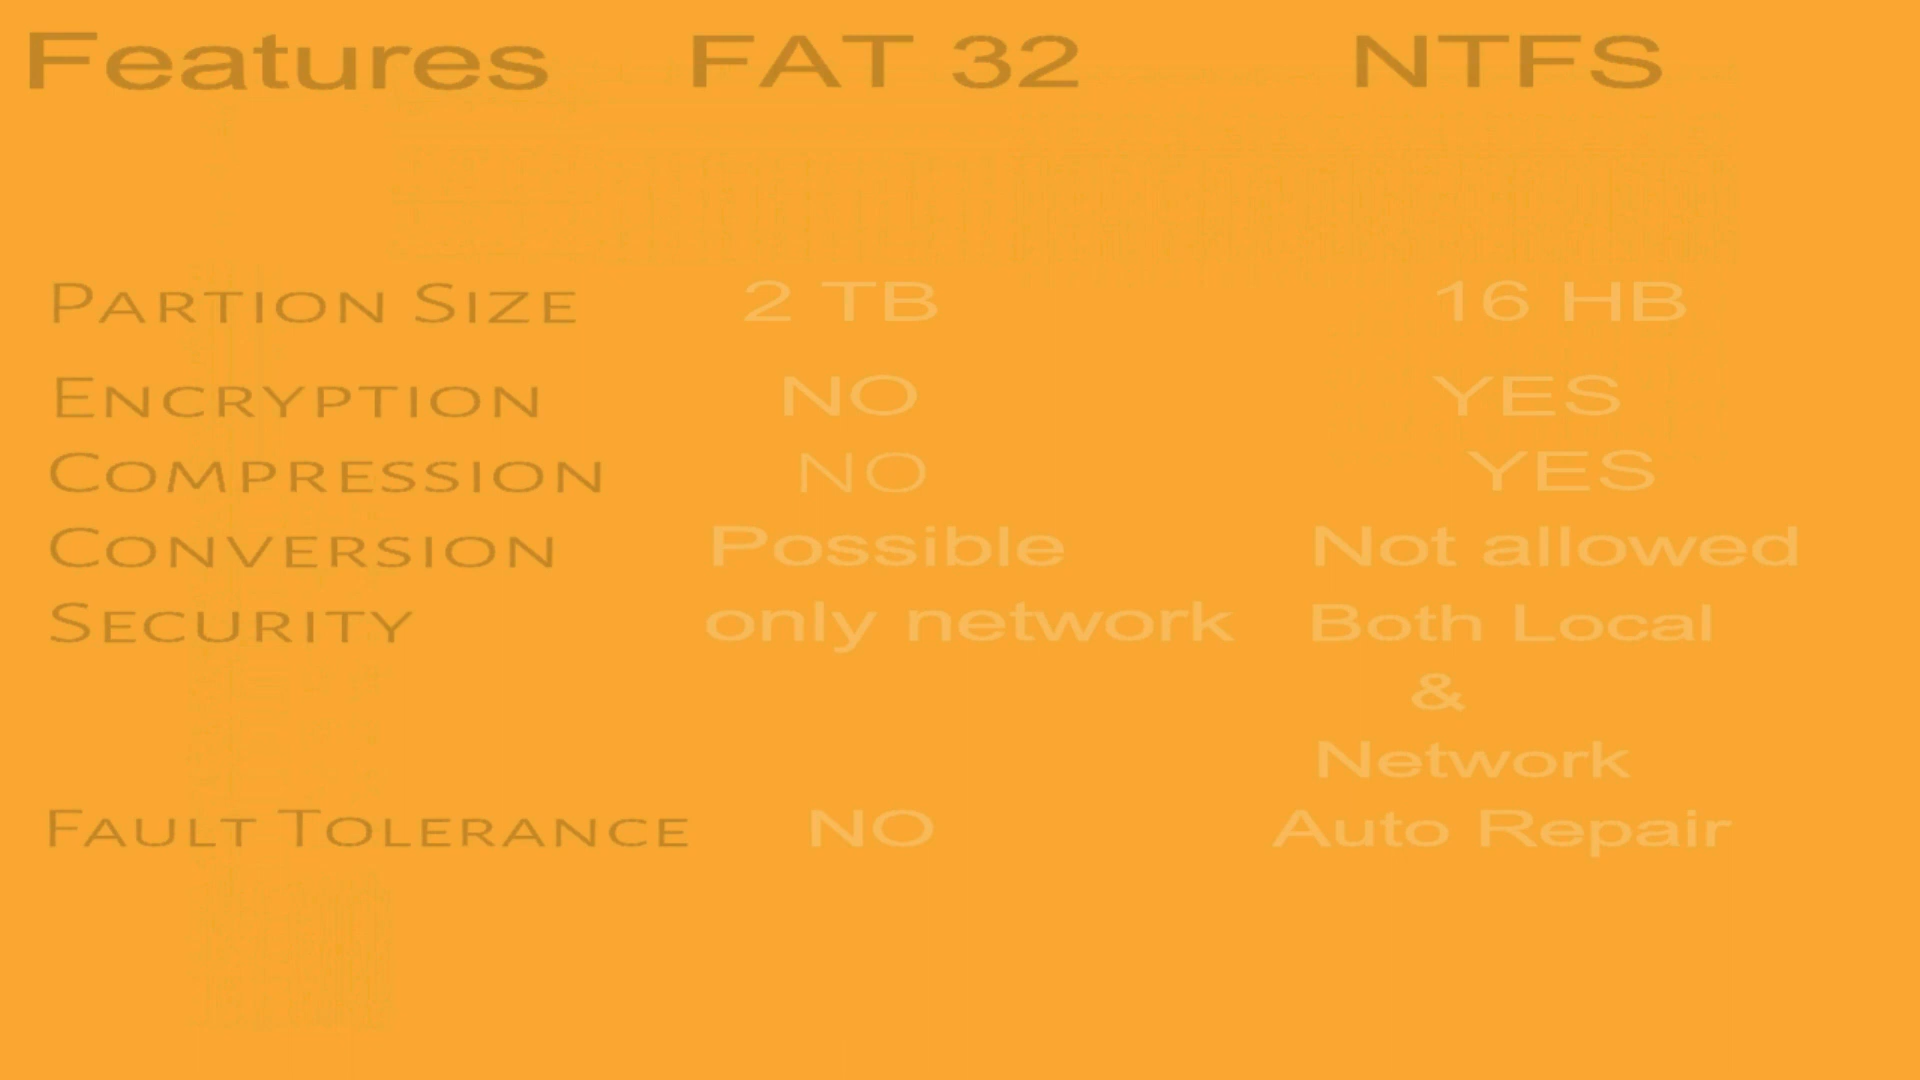 Features FAT 32 NTFS
PARTION SIZE 2 TB 16 HB
ENCRYPTION NO YES
COMPRESSION NO YES
CONVERSION Possible Not allowed
SECURITY only network Both Local
&
Network
FAULT TOLERANCE NO Auto Repair